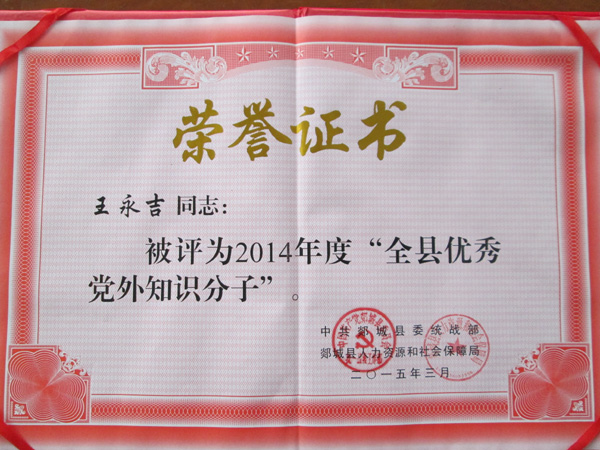 荣誉证书
王永吉 同志：
被评为2014年度“全县优秀
党外知识分子”。
中共郯城县委统战部
郯城县人力资源和社会保障局
二〇一五年三月